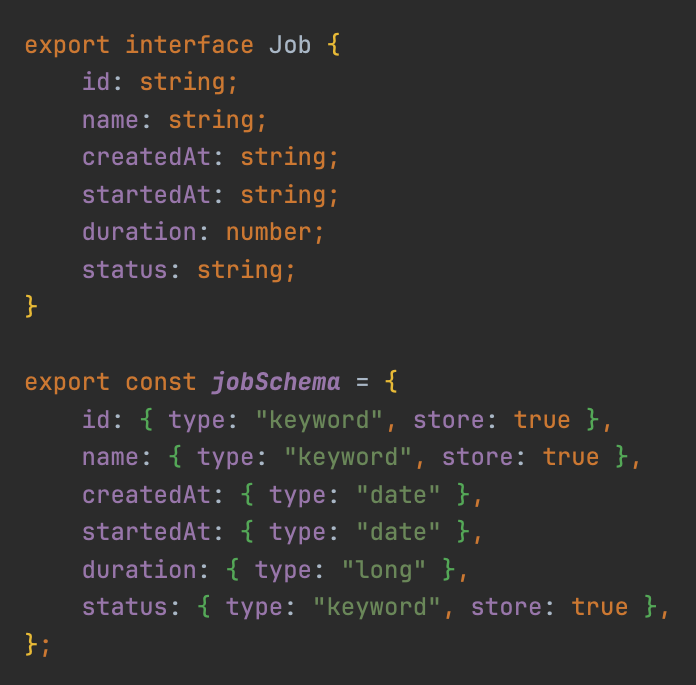 export interface Job {
    id: string;
    name: string;
    createdAt: string;
    startedAt: string;
    duration: number;
    status: string;
}

export const jobSchema = {
    id: { type: "keyword", store: true },
    name: { type: "keyword", store: true },
    createdAt: { type: "date" },
    startedAt: { type: "date" },
    duration: { type: "long" },
    status: { type: "keyword", store: true },
};